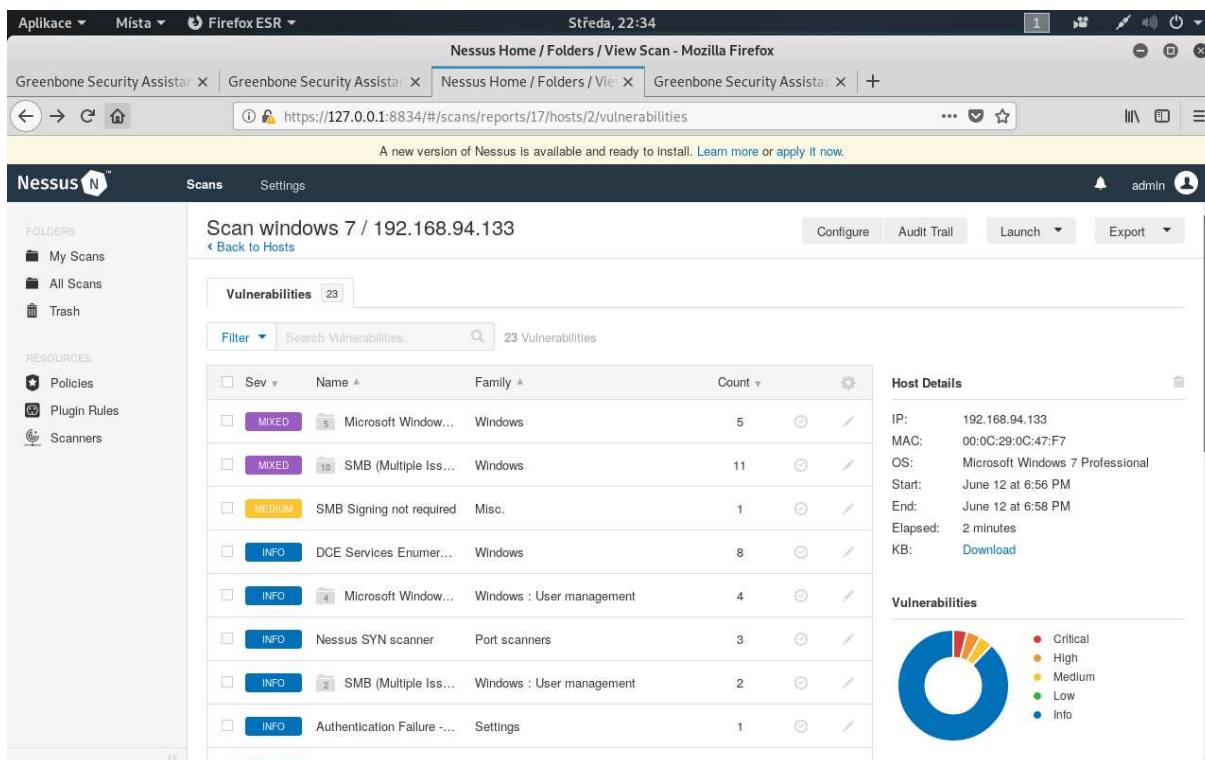 Aplikace Místa Firefox ESR Středa, 22:34 1
Nessus Home / Folders / View Scan - Mozilla Firefox
Greenbone Security Assistar Greenbone Security Assistar Nessus Home / Folders / Vie Greenbone Security Assistar
https://127.0.0.1:8834/#/scans/reports/17/hosts/2/vulnerabilities
A new version of Nessus is available and ready to install. Learn more or apply it now.
Nessus N Scans Settings admin
FOLDERS
My Scans
All Scans
Trash
RESOURCES
Policies
Plugin Rules
Scanners
Scan windows 7 / 192.168.94.133
Back to Hosts
Configure Audit Trail Launch Export
Vulnerabilities 23
Filter Search Vulnerabilities 23 Vulnerabilities
Sev Name Family Count
MIXED 5 Microsoft Window... Windows 5
MIXED 10 SMB (Multiple Iss... Windows 11
MEDIUM SMB Signing not required Misc. 1
INFO DCE Services Enumer... Windows 8
INFO 4 Microsoft Window... Windows : User management 4
INFO Nessus SYN scanner Port scanners 3
INFO 2 SMB (Multiple Iss... Windows : User management 2
INFO Authentication Failure -... Settings 1
Host Details
IP: 192.168.94.133
MAC: 00:0C:29:0C:47:F7
OS: Microsoft Windows 7 Professional
Start: June 12 at 6:56 PM
End: June 12 at 6:58 PM
Elapsed: 2 minutes
KB: Download
Vulnerabilities
Critical
High
Medium
Low
Info